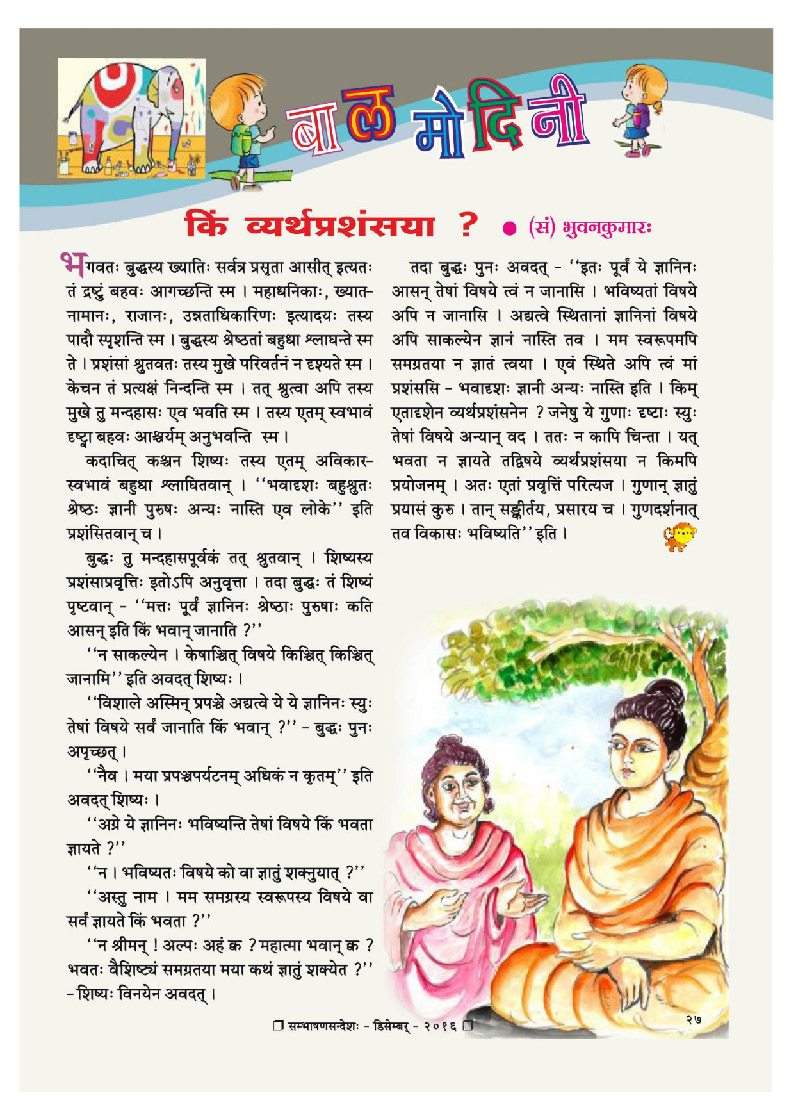 बाल मोदिनी
किं व्यर्थप्रशंसया ? ● (सं) भुवनकुमारः
भगवतः बुद्धस्य ख्यातिः सर्वत्र प्रसृता आसीत् इत्यतः
तं द्रष्टुं बहवः आगच्छन्ति स्म । महाधनिकाः, ख्यात-
नामानः, राजानः, उन्नताधिकारिणः इत्यादयः तस्य
पादौ स्पृशन्ति स्म । बुद्धस्य श्रेष्ठतां बहुधा श्लाघन्ते स्म
ते । प्रशंसां श्रुतवतः तस्य मुखे परिवर्तनं न दृश्यते स्म ।
केचन तं प्रत्यक्षं निन्दन्ति स्म । तत् श्रुत्वा अपि तस्य
मुखे तु मन्दहासः एव भवति स्म । तस्य एतम् स्वभावं
दृष्ट्वा बहवः आश्चर्यम् अनुभवन्ति स्म ।
कदाचित् कश्चन शिष्यः तस्य एतम् अविकार-
स्वभावं बहुधा श्लाघितवान् । ‘‘भवादृशः बहुश्रुतः
श्रेष्ठः ज्ञानी पुरुषः अन्यः नास्ति एव लोके’’ इति
प्रशंसितवान् च ।
बुद्धः तु मन्दहासपूर्वकं तत् श्रुतवान् । शिष्यस्य
प्रशंसाप्रवृत्तिः इतोऽपि अनुवृत्ता । तदा बुद्धः तं शिष्यं
पृष्टवान् - ‘‘मत्तः पूर्वं ज्ञानिनः श्रेष्ठाः पुरुषाः कति
आसन् इति किं भवान् जानाति ?’’
‘‘न साकल्येन । केषाञ्चित् विषये किञ्चित् किञ्चित्
जानामि’’ इति अवदत् शिष्यः ।
‘‘विशाले अस्मिन् प्रपञ्चे अद्यत्वे ये ये ज्ञानिनः स्युः
तेषां विषये सर्वं जानाति किं भवान् ?’’ - बुद्धः पुनः
अपृच्छत् ।
‘‘नैव । मया प्रपञ्चपर्यटनम् अधिकं न कृतम्’’ इति
अवदत् शिष्यः ।
‘‘अग्रे ये ज्ञानिनः भविष्यन्ति तेषां विषये किं भवता
ज्ञायते ?’’
‘‘न । भविष्यतः विषये को वा ज्ञातुं शक्नुयात् ?’’
‘‘अस्तु नाम । मम समग्रस्य स्वरूपस्य विषये वा
सर्वं ज्ञायते किं भवता ?’’
‘‘न श्रीमन् ! अल्पः अहं क्व ? महात्मा भवान् क्व ?
भवतः वैशिष्ट्यं समग्रतया मया कथं ज्ञातुं शक्येत ?’’
- शिष्यः विनयेन अवदत् ।
तदा बुद्धः पुनः अवदत् - ‘‘इतः पूर्वं ये ज्ञानिनः
आसन् तेषां विषये त्वं न जानासि । भविष्यतां विषये
अपि न जानासि । अद्यत्वे स्थितानां ज्ञानिनां विषये
अपि साकल्येन ज्ञानं नास्ति तव । मम स्वरूपमपि
समग्रतया न ज्ञातं त्वया । एवं स्थिते अपि त्वं मां
प्रशंससि - भवादृशः ज्ञानी अन्यः नास्ति इति । किम्
एतादृशेन व्यर्थप्रशंसनेन ? जनेषु ये गुणाः दृष्टाः स्युः
तेषां विषये अन्यान् वद । ततः न कापि चिन्ता । यत्
भवता न ज्ञायते तद्विषये व्यर्थप्रशंसया न किमपि
प्रयोजनम् । अतः एतां प्रवृत्तिं परित्यज । गुणान् ज्ञातुं
प्रयासं कुरु । तान् सङ्कीर्तय, प्रसारय च । गुणदर्शनात्
तव विकासः भविष्यति’’ इति ।
❐ सम्भाषणसन्देशः - डिसेम्बर् - २०१६ ❐
२७